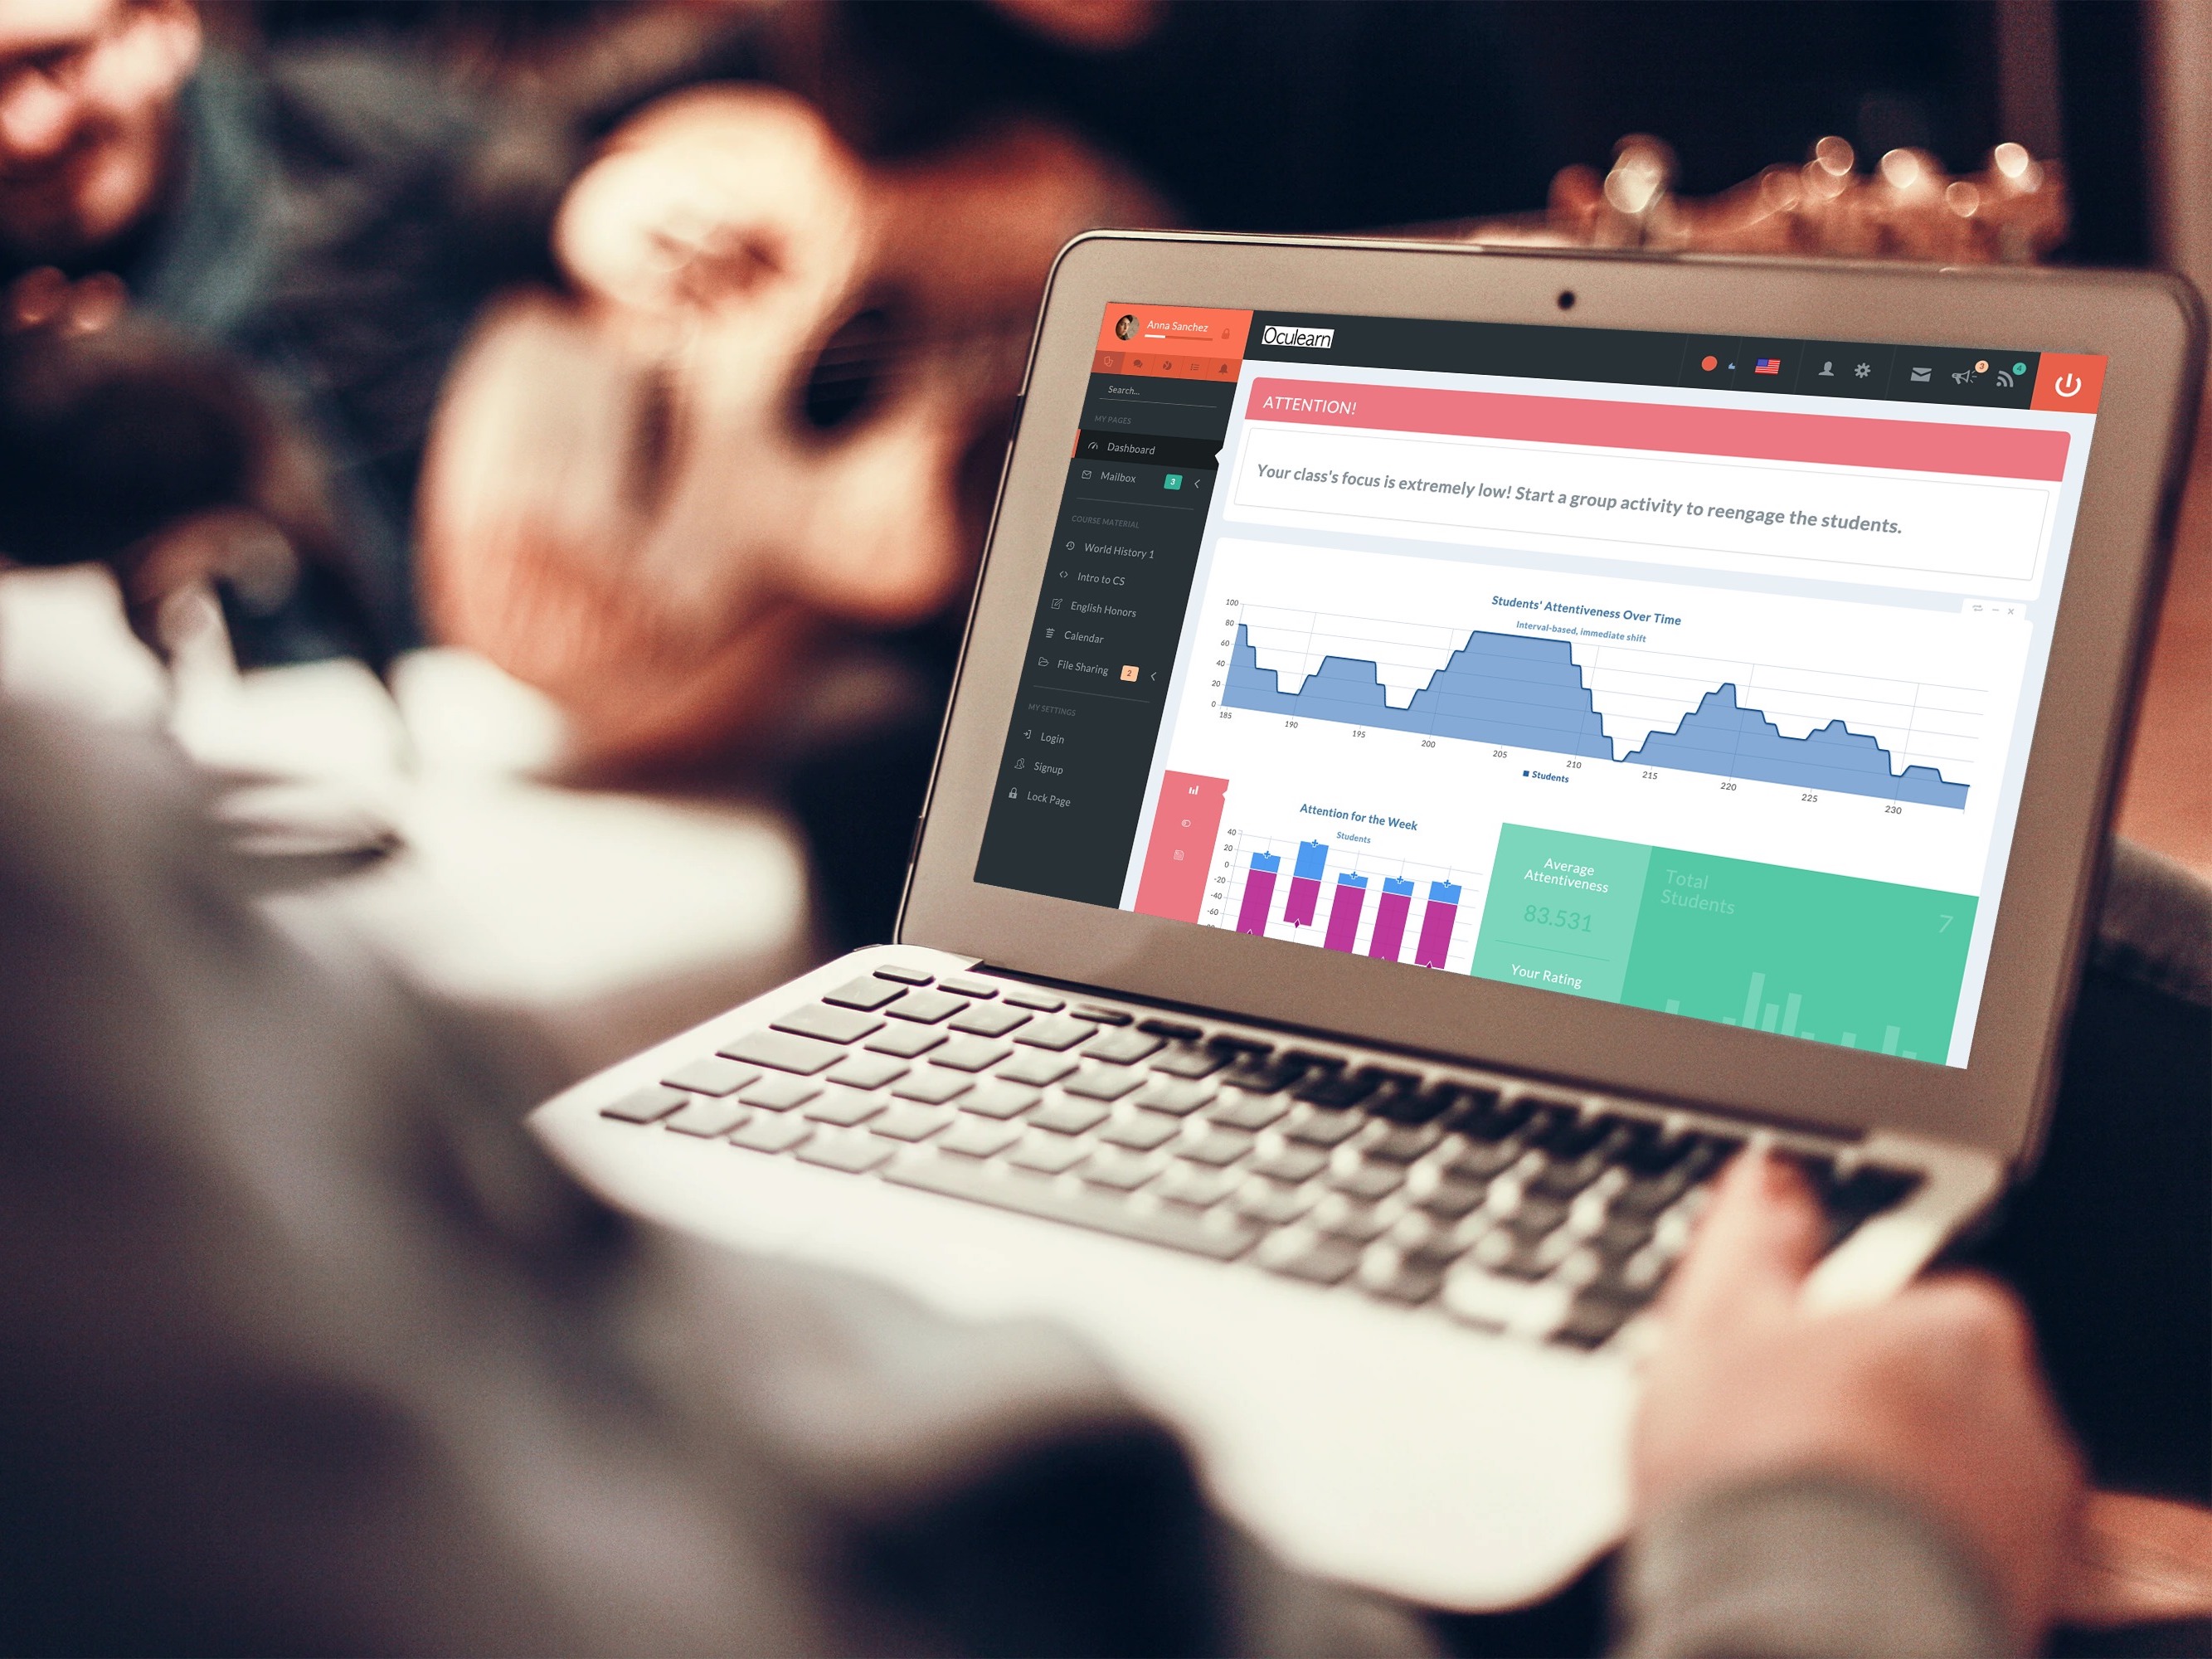 Anna Sanchez
Oculearn
3
4
Search...
MY PAGES
Dashboard
Mailbox
3
COURSE MATERIAL
World History 1
Intro to CS
English Honors
Calendar
File Sharing
2
MY SETTINGS
Login
Signup
Lock Page
ATTENTION!
Your class's focus is extremely low! Start a group activity to reengage the students.
Students' Attentiveness Over Time
Interval-based, immediate shift
100
80
60
40
20
0
185
190
195
200
205
210
215
220
225
230
Students
Attention for the Week
Students
40
20
0
-20
-40
-60
Average
Attentiveness
83.531
Your Rating
Total
Students
7